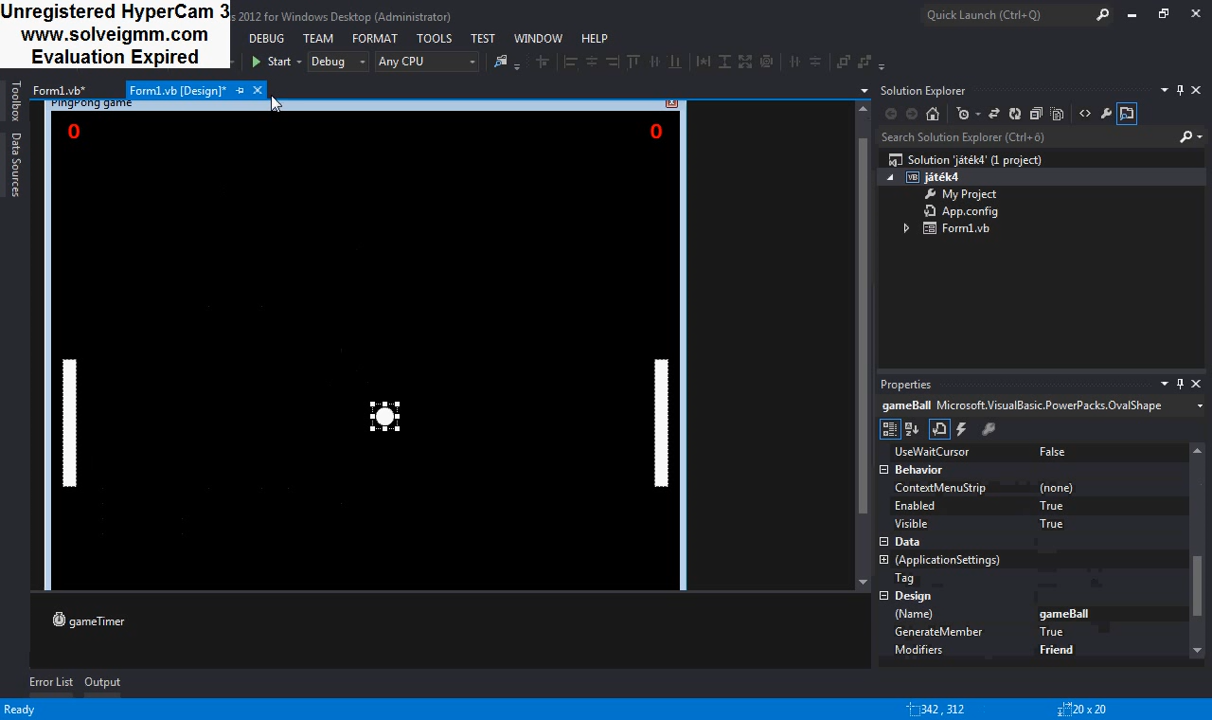 Unregistered HyperCam 3
www.solveigmm.com
Evaluation Expired
2012 for Windows Desktop (Administrator)
Quick Launch (Ctrl+Q)
DEBUG TEAM FORMAT TOOLS TEST WINDOW HELP
Start Debug Any CPU
Toolbox
Data Sources
Form1.vb* Form1.vb [Design]*
PingPong game
0 0
gameTimer
Solution Explorer
Search Solution Explorer (Ctrl+ő)
Solution 'játék4' (1 project)
játék4
My Project
App.config
Form1.vb
Properties
gameBall Microsoft.VisualBasic.PowerPacks.OvalShape
UseWaitCursor False
Behavior
ContextMenuStrip (none)
Enabled True
Visible True
Data
(ApplicationSettings)
Tag
Design
(Name) gameBall
GenerateMember True
Modifiers Friend
Error List Output
Ready 342 , 312 20 x 20